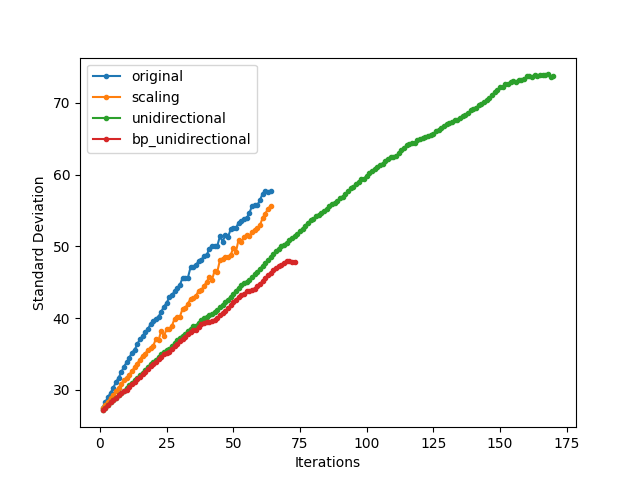 original
scaling
unidirectional
bp_unidirectional
Standard Deviation
70
60
50
40
30
0 25 50 75 100 125 150 175
Iterations